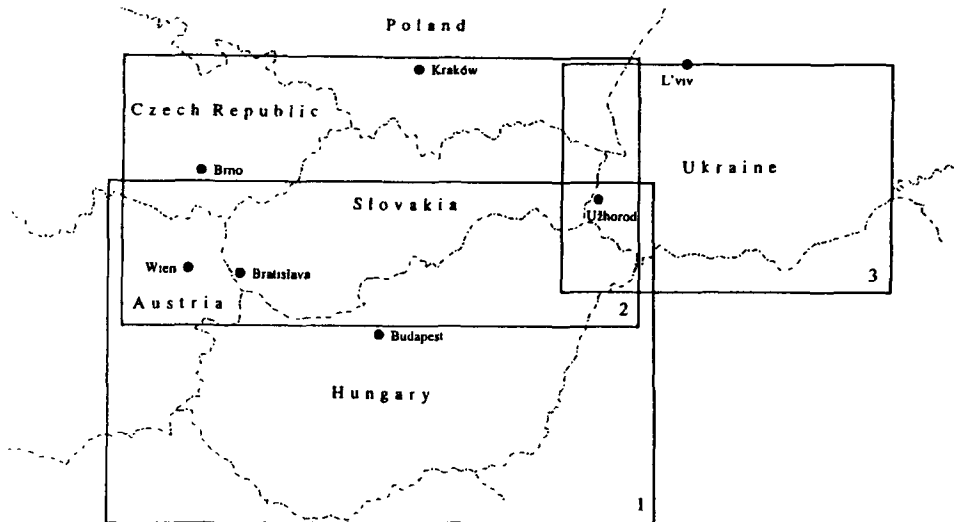 Poland
Kraków
L'viv
Czech Republic
Ukraine
Brno
Slovakia
Užhorod
Wien
Bratislava
3
Austria
2
Budapest
Hungary
1